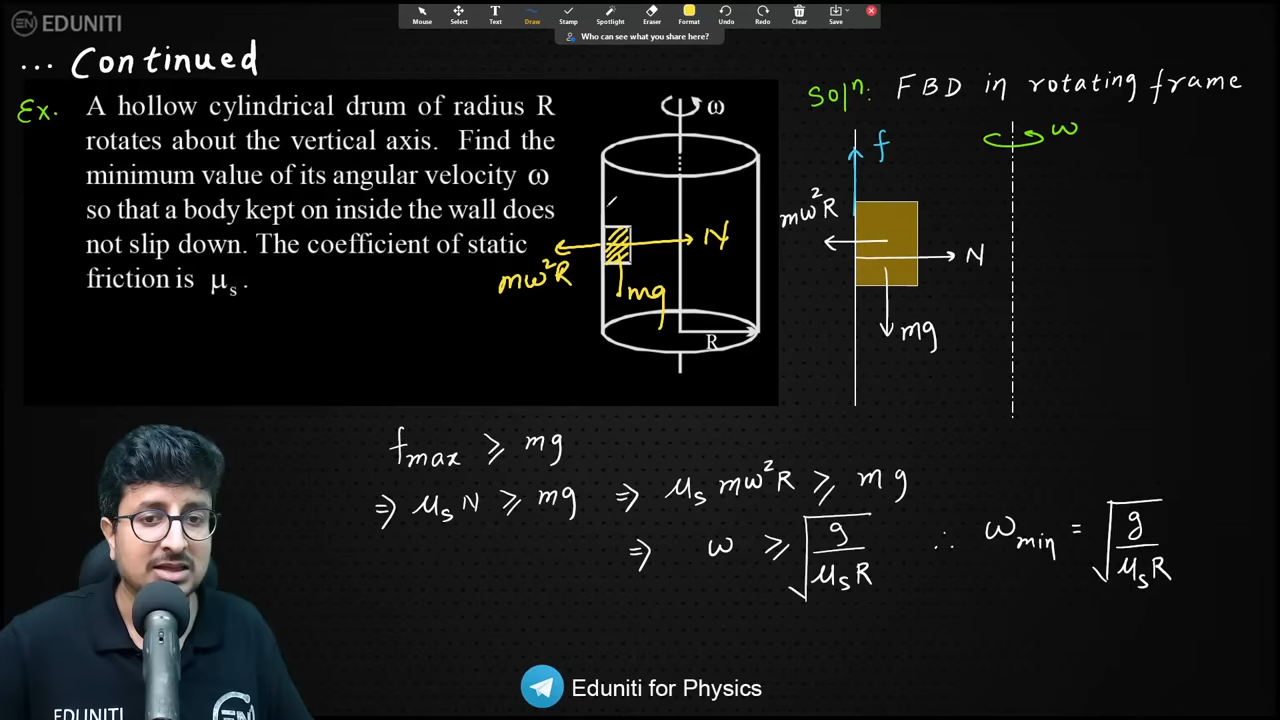 EDUNITI
Mouse Select Text Draw Stamp Spotlight Eraser Format Undo Redo Clear Save
Who can see what you share here?
... Continued
Ex.
A hollow cylindrical drum of radius R
rotates about the vertical axis. Find the
minimum value of its angular velocity ω
so that a body kept on inside the wall does
not slip down. The coefficient of static
friction is μₛ.
ω
N
mω²R
mg
R
Solⁿ: FBD in rotating frame
ω
f
mω²R
N
mg
fmax ⩾ mg
⇒ μₛN ⩾ mg ⇒ μₛmω²R ⩾ mg
⇒ ω ⩾ √(g/μₛR) ∴ ωmin = √(g/μₛR)
EDUNITI
Eduniti for Physics